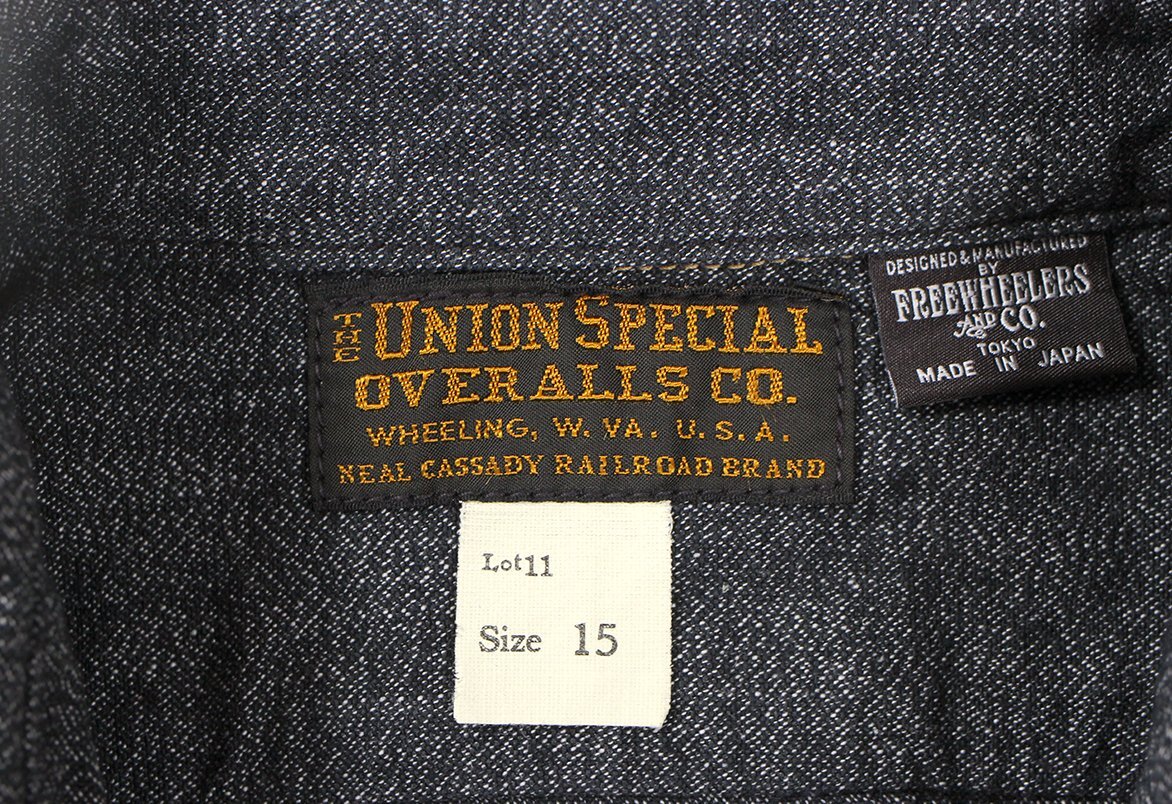 THE UNION SPECIAL
OVERALLS CO.
WHEELING, W. VA. U.S.A.
NEAL CASSADY RAILROAD BRAND
Lot 11
Size 15
DESIGNED & MANUFACTURED
BY
FREEWHEELERS
AND CO.
TOKYO
MADE IN JAPAN